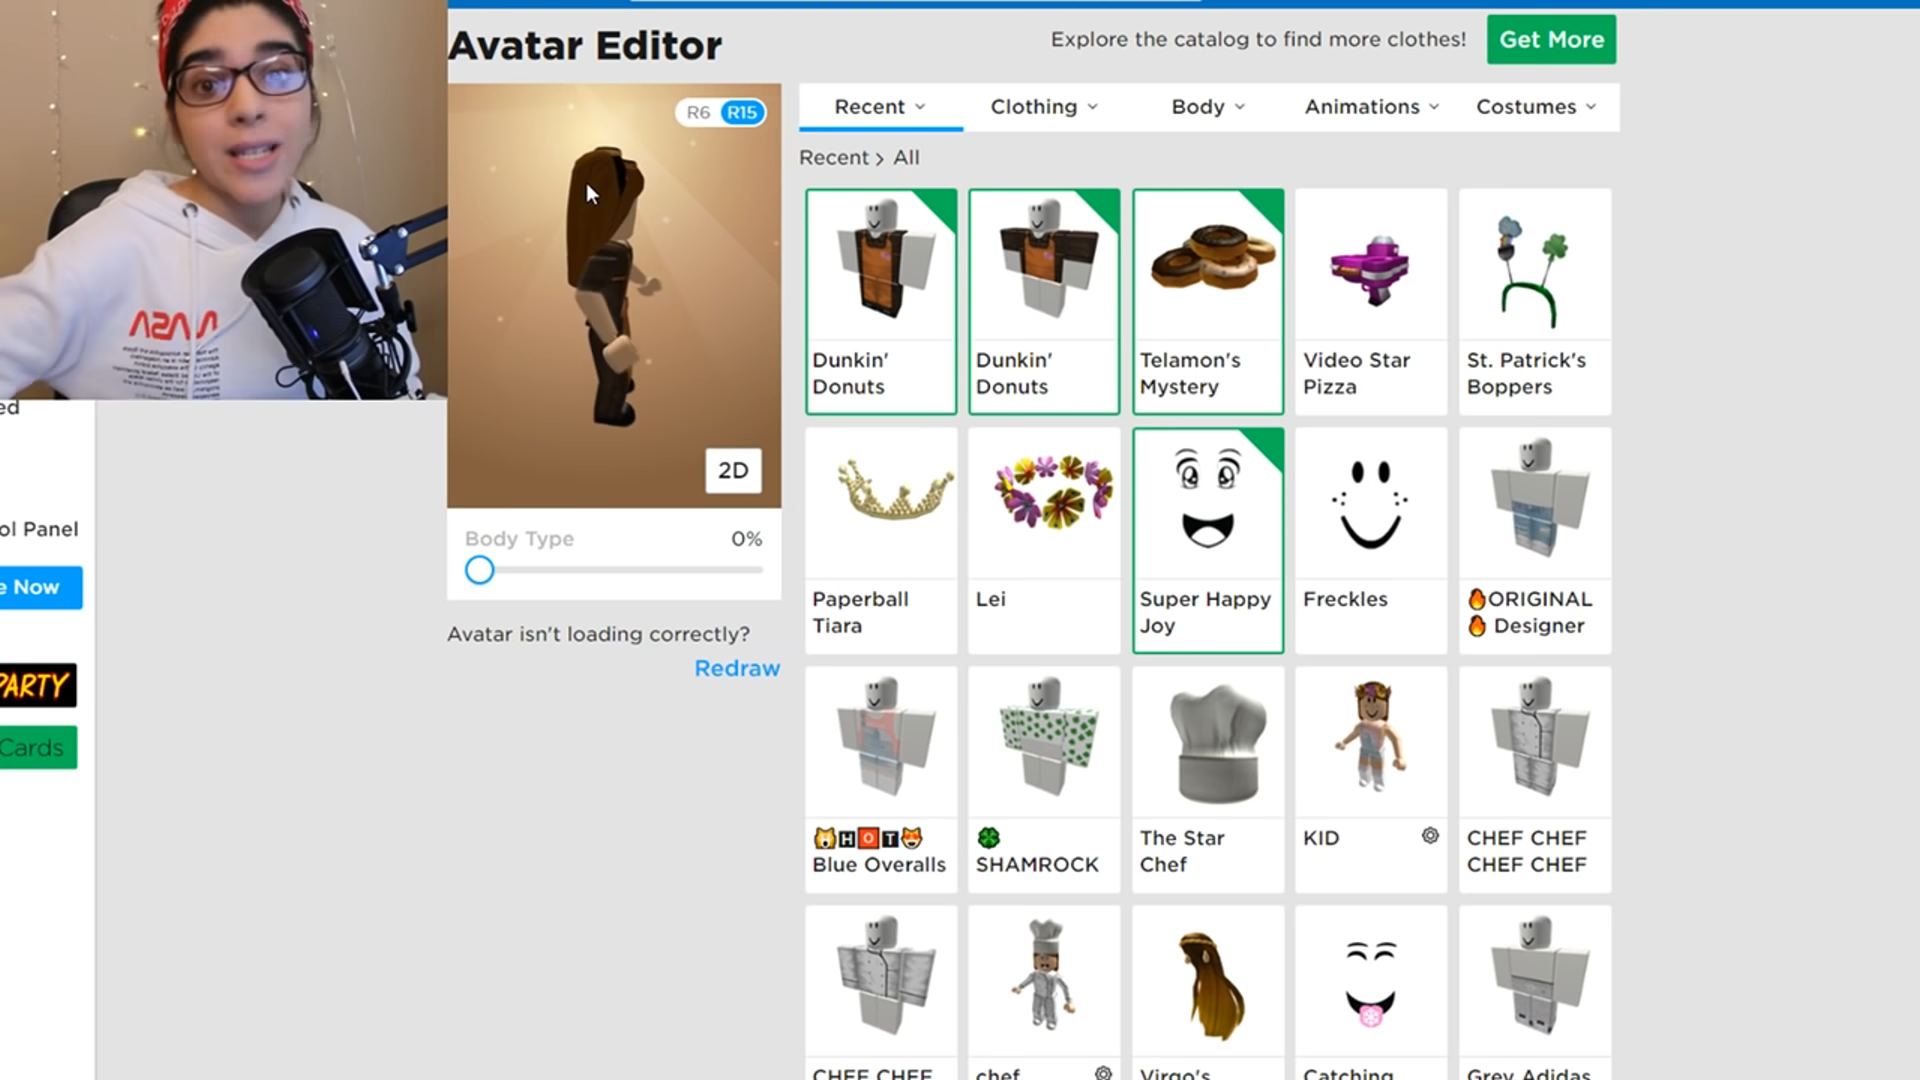 Avatar Editor
Explore the catalog to find more clothes!
Get More
R6 R15
Recent
Clothing
Body
Animations
Costumes
Recent > All
Dunkin'
Donuts
Dunkin'
Donuts
Telamon's
Mystery
Video Star
Pizza
St. Patrick's
Boppers
NASA
2D
Body Type 0%
Avatar isn't loading correctly?
Redraw
ed
ol Panel
e Now
PARTY
Cards
Paperball
Tiara
Lei
Super Happy
Joy
Freckles
🔥ORIGINAL
🔥 Designer
HOT
Blue Overalls
🍀
SHAMROCK
The Star
Chef
KID
CHEF CHEF
CHEF CHEF
CHEF CHEF
chef
Virgo's
Catching
Grey Adidas